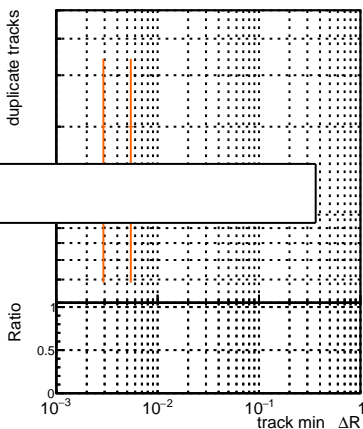 duplicate tracks
Ratio
1
0.5
0
10⁻³ 10⁻² 10⁻¹ 1
track min ΔR